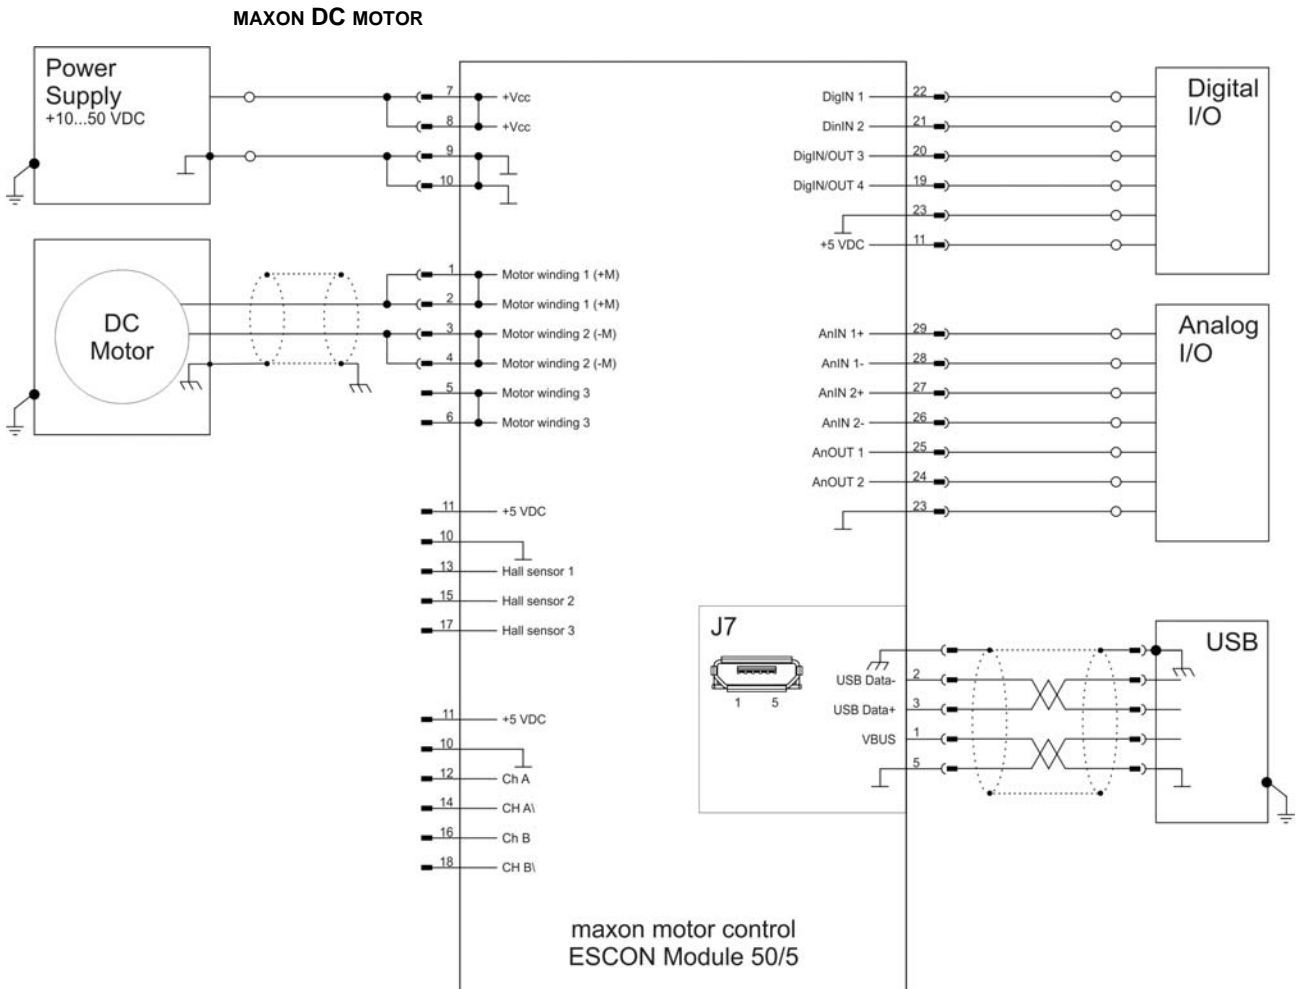 MAXON DC MOTOR
Power
Supply
+10...50 VDC
7 +Vcc
8 +Vcc
9
10
DC
Motor
1 Motor winding 1 (+M)
2 Motor winding 1 (+M)
3 Motor winding 2 (-M)
4 Motor winding 2 (-M)
5 Motor winding 3
6 Motor winding 3
11 +5 VDC
10
13 Hall sensor 1
15 Hall sensor 2
17 Hall sensor 3
11 +5 VDC
10
12 Ch A
14 CH A\
16 Ch B
18 CH B\
DigIN 1 22
DinIN 2 21
DigIN/OUT 3 20
DigIN/OUT 4 19
23
+5 VDC 11
Digital
I/O
AnIN 1+ 29
AnIN 1- 28
AnIN 2+ 27
AnIN 2- 26
AnOUT 1 25
AnOUT 2 24
23
Analog
I/O
J7
1 5
USB Data- 2
USB Data+ 3
VBUS 1
5
USB
maxon motor control
ESCON Module 50/5